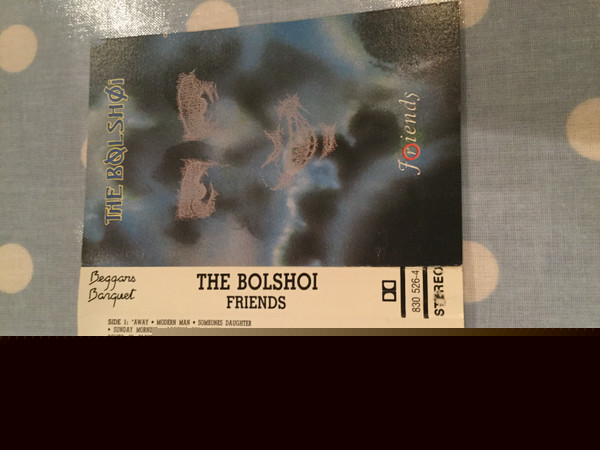 THE BOLSHOI
Friends
Beggars
Banquet
THE BOLSHOI
FRIENDS
830 526-4
STEREO
SIDE 1: "AWAY • MODERN MAN • SOMEONES DAUGHTER
• SUNDAY MORNING